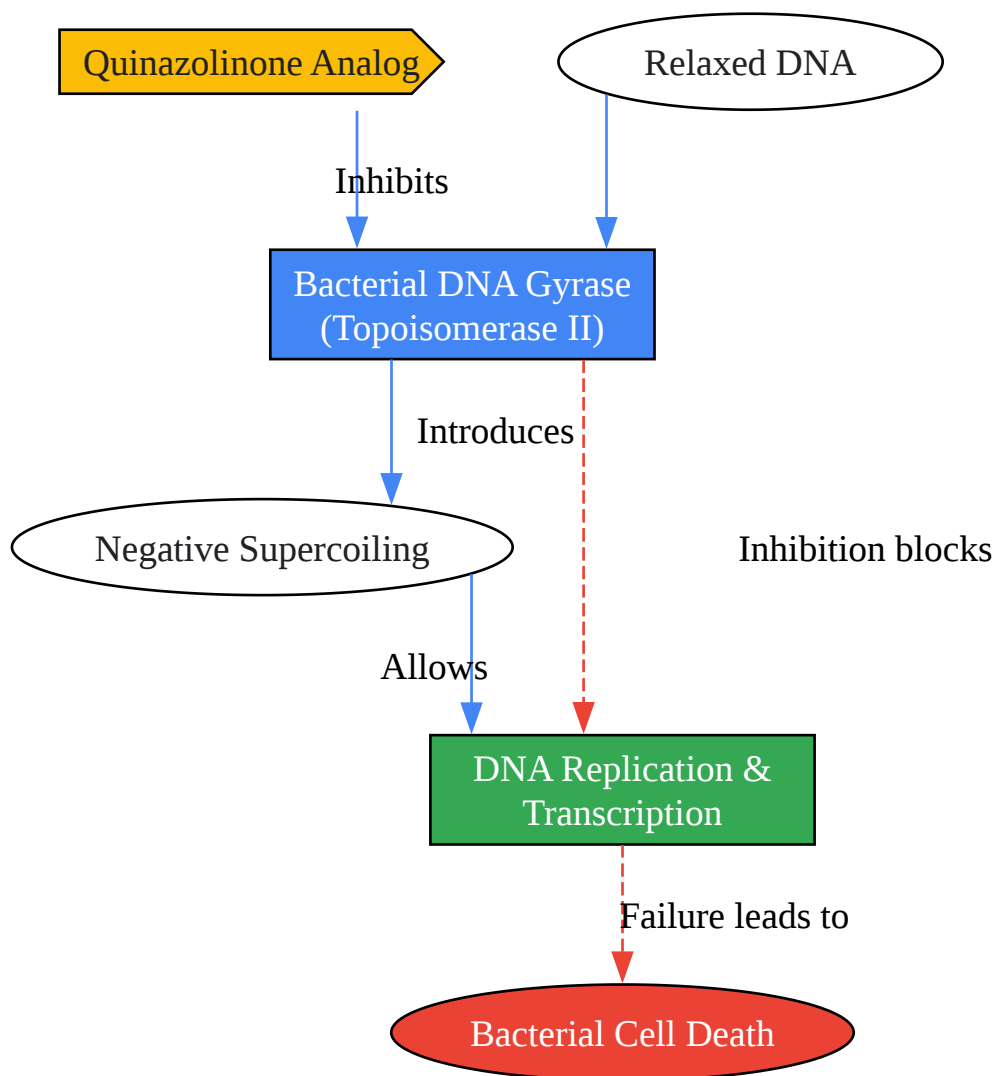 Quinazolinone Analog
Relaxed DNA
Inhibits
Bacterial DNA Gyrase
(Topoisomerase II)
Introduces
Negative Supercoiling
Inhibition blocks
Allows
DNA Replication &
Transcription
Failure leads to
Bacterial Cell Death